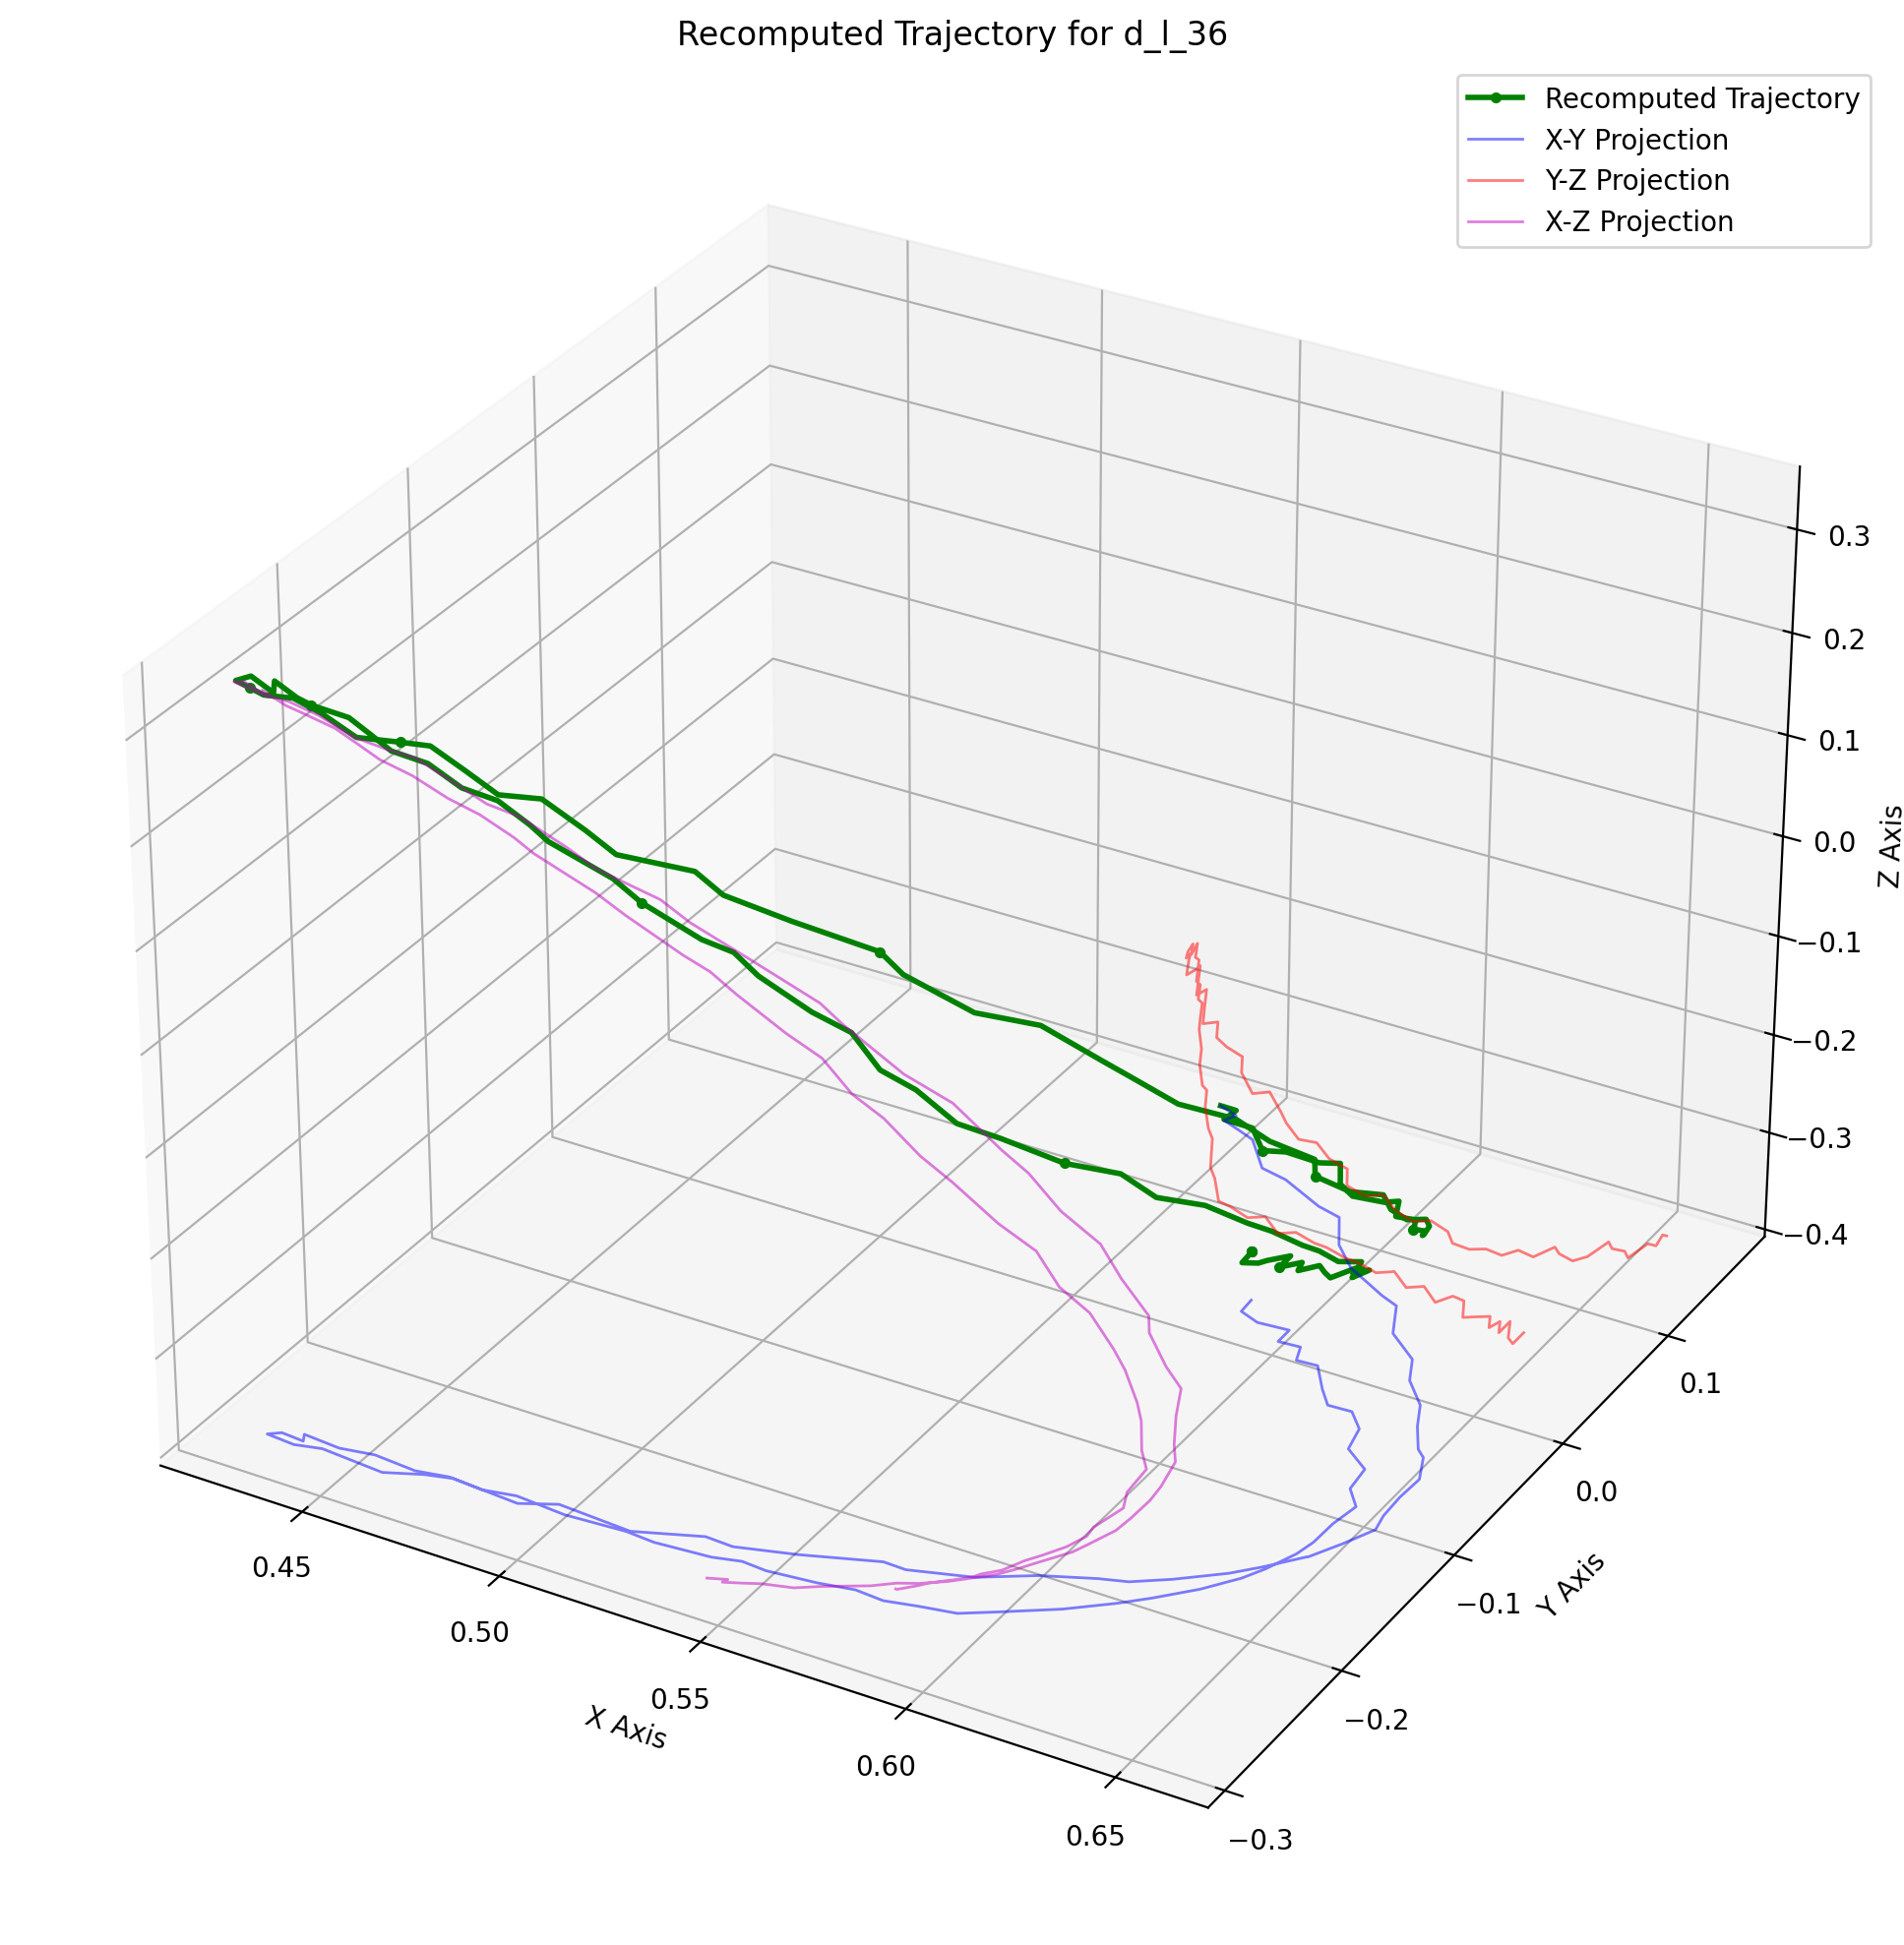 Recomputed Trajectory for d_l_36
Recomputed Trajectory
X-Y Projection
Y-Z Projection
X-Z Projection
0.3
0.2
0.1
0.0
−0.1
−0.2
−0.3
−0.4
Z Axis
0.1
0.0
−0.1
−0.2
−0.3
Y Axis
0.45
0.50
0.55
0.60
0.65
X Axis